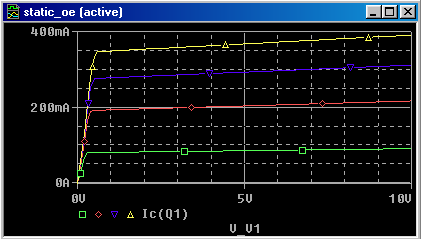 static_oe (active)
400mA
200mA
0A
0V 5V 10V
Ic(Q1)
V_V1